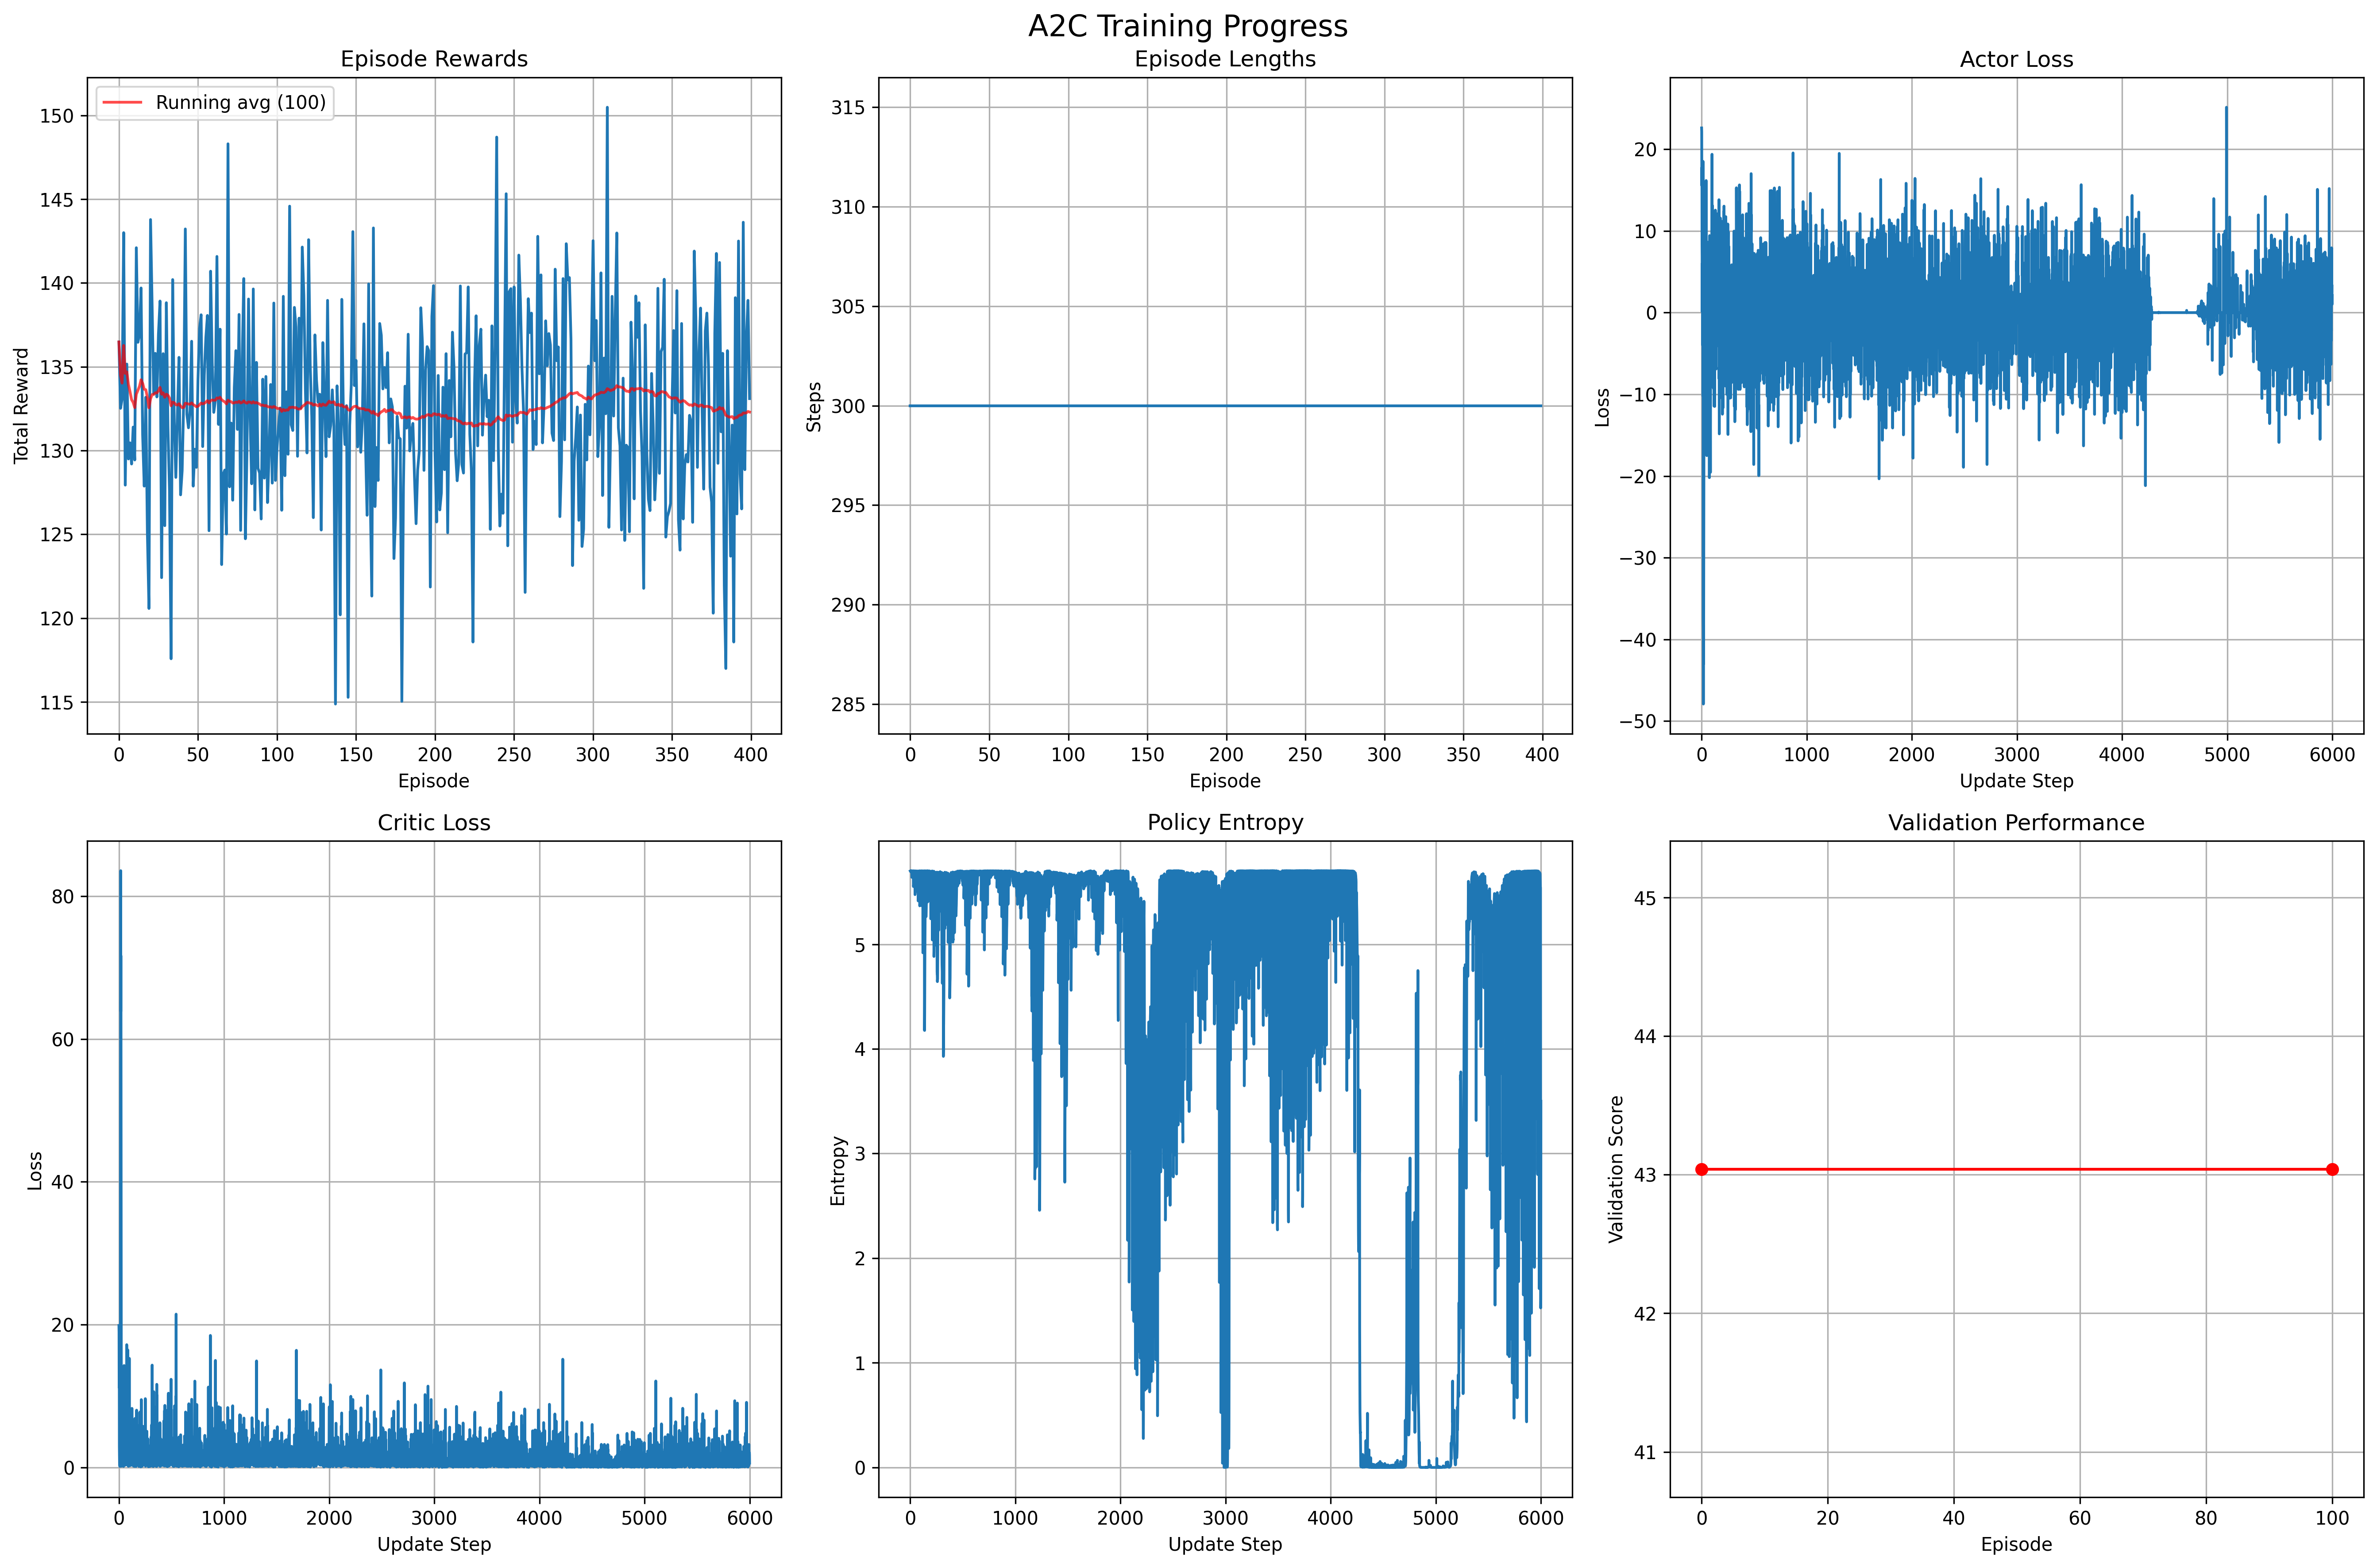 A2C Training Progress
Episode Rewards
Running avg (100)
150
145
140
135
130
125
120
115
Total Reward
0 50 100 150 200 250 300 350 400
Episode
Episode Lengths
315
310
305
300
295
290
285
Steps
0 50 100 150 200 250 300 350 400
Episode
Actor Loss
20
10
0
−10
−20
−30
−40
−50
Loss
0 1000 2000 3000 4000 5000 6000
Update Step
Critic Loss
80
60
40
20
0
Loss
0 1000 2000 3000 4000 5000 6000
Update Step
Policy Entropy
5
4
3
2
1
0
Entropy
0 1000 2000 3000 4000 5000 6000
Update Step
Validation Performance
45
44
43
42
41
Validation Score
0 20 40 60 80 100
Episode